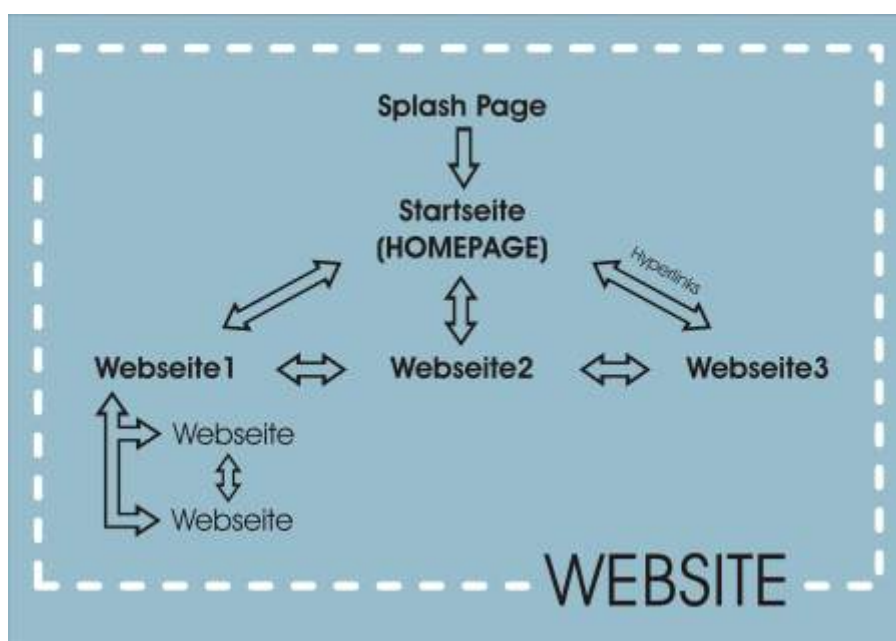 Splash Page
Startseite
(HOMEPAGE)
Hyperlinks
Webseite1
Webseite2
Webseite3
Webseite
Webseite
WEBSITE